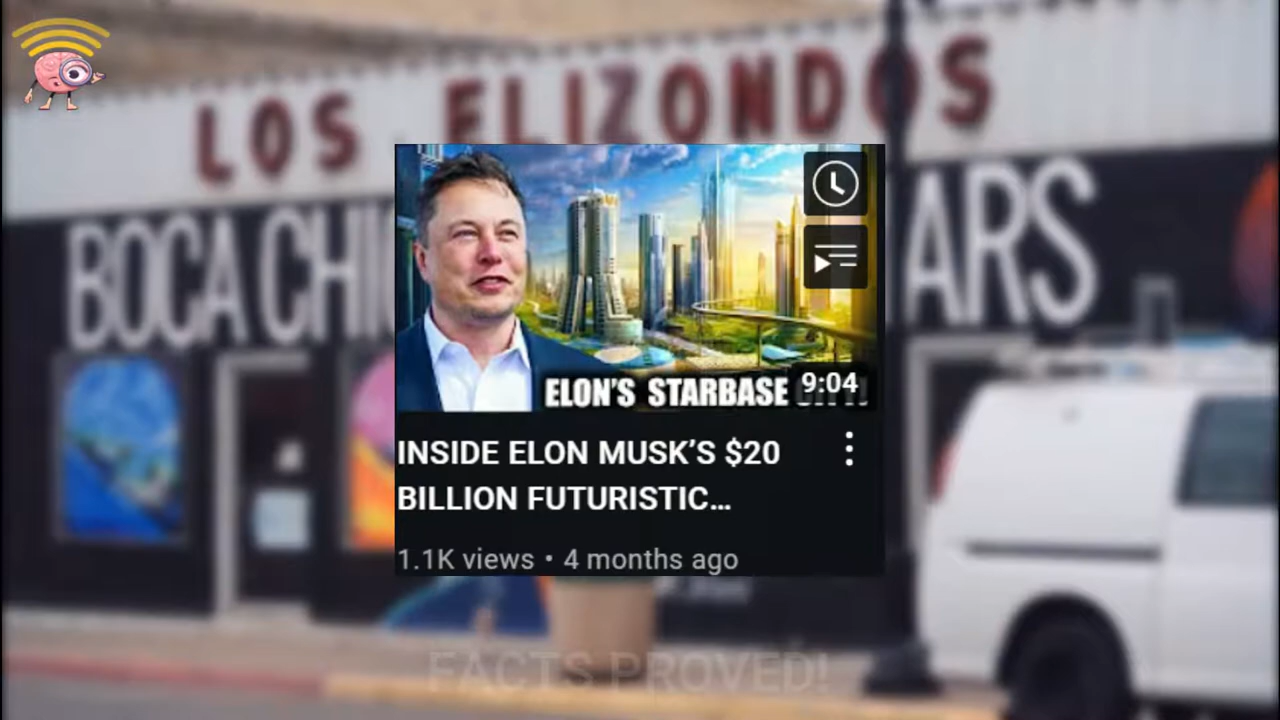 LOS ELIZONDOS
BOCA CHI
ARS
ELON'S STARBASE
9:04
INSIDE ELON MUSK'S $20
BILLION FUTURISTIC…
1.1K views • 4 months ago
FACTS PROVED!